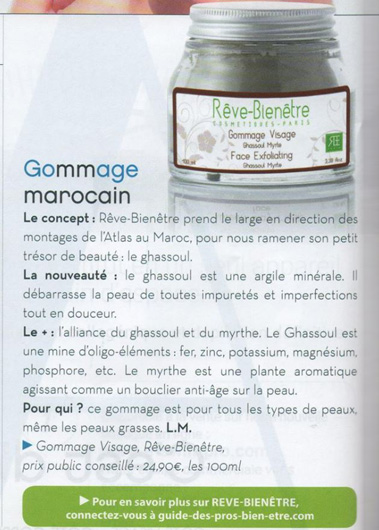 Rêve-Bienêtre
COSMETIQUES-PARIS
Gommage Visage
Ghassoul Myrte
Face Exfoliating
Ghassoul Myrte
100 ml
Gommage
marocain
Le concept : Rêve-Bienêtre prend le large en direction des
montages de l'Atlas au Maroc, pour nous ramener son petit
trésor de beauté : le ghassoul.
La nouveauté : le ghassoul est une argile minérale. Il
débarrasse la peau de toutes impuretés et imperfections
tout en douceur.
Le + : l'alliance du ghassoul et du myrthe. Le Ghassoul est
une mine d'oligo-éléments : fer, zinc, potassium, magnésium,
phosphore, etc. Le myrthe est une plante aromatique
agissant comme un bouclier anti-âge sur la peau.
Pour qui ? ce gommage est pour tous les types de peaux,
même les peaux grasses. L.M.
► Gommage Visage, Rêve-Bienêtre,
prix public conseillé : 24,90€, les 100ml
► Pour en savoir plus sur REVE-BIENÊTRE,
connectez-vous à guide-des-pros-bien-etre.com